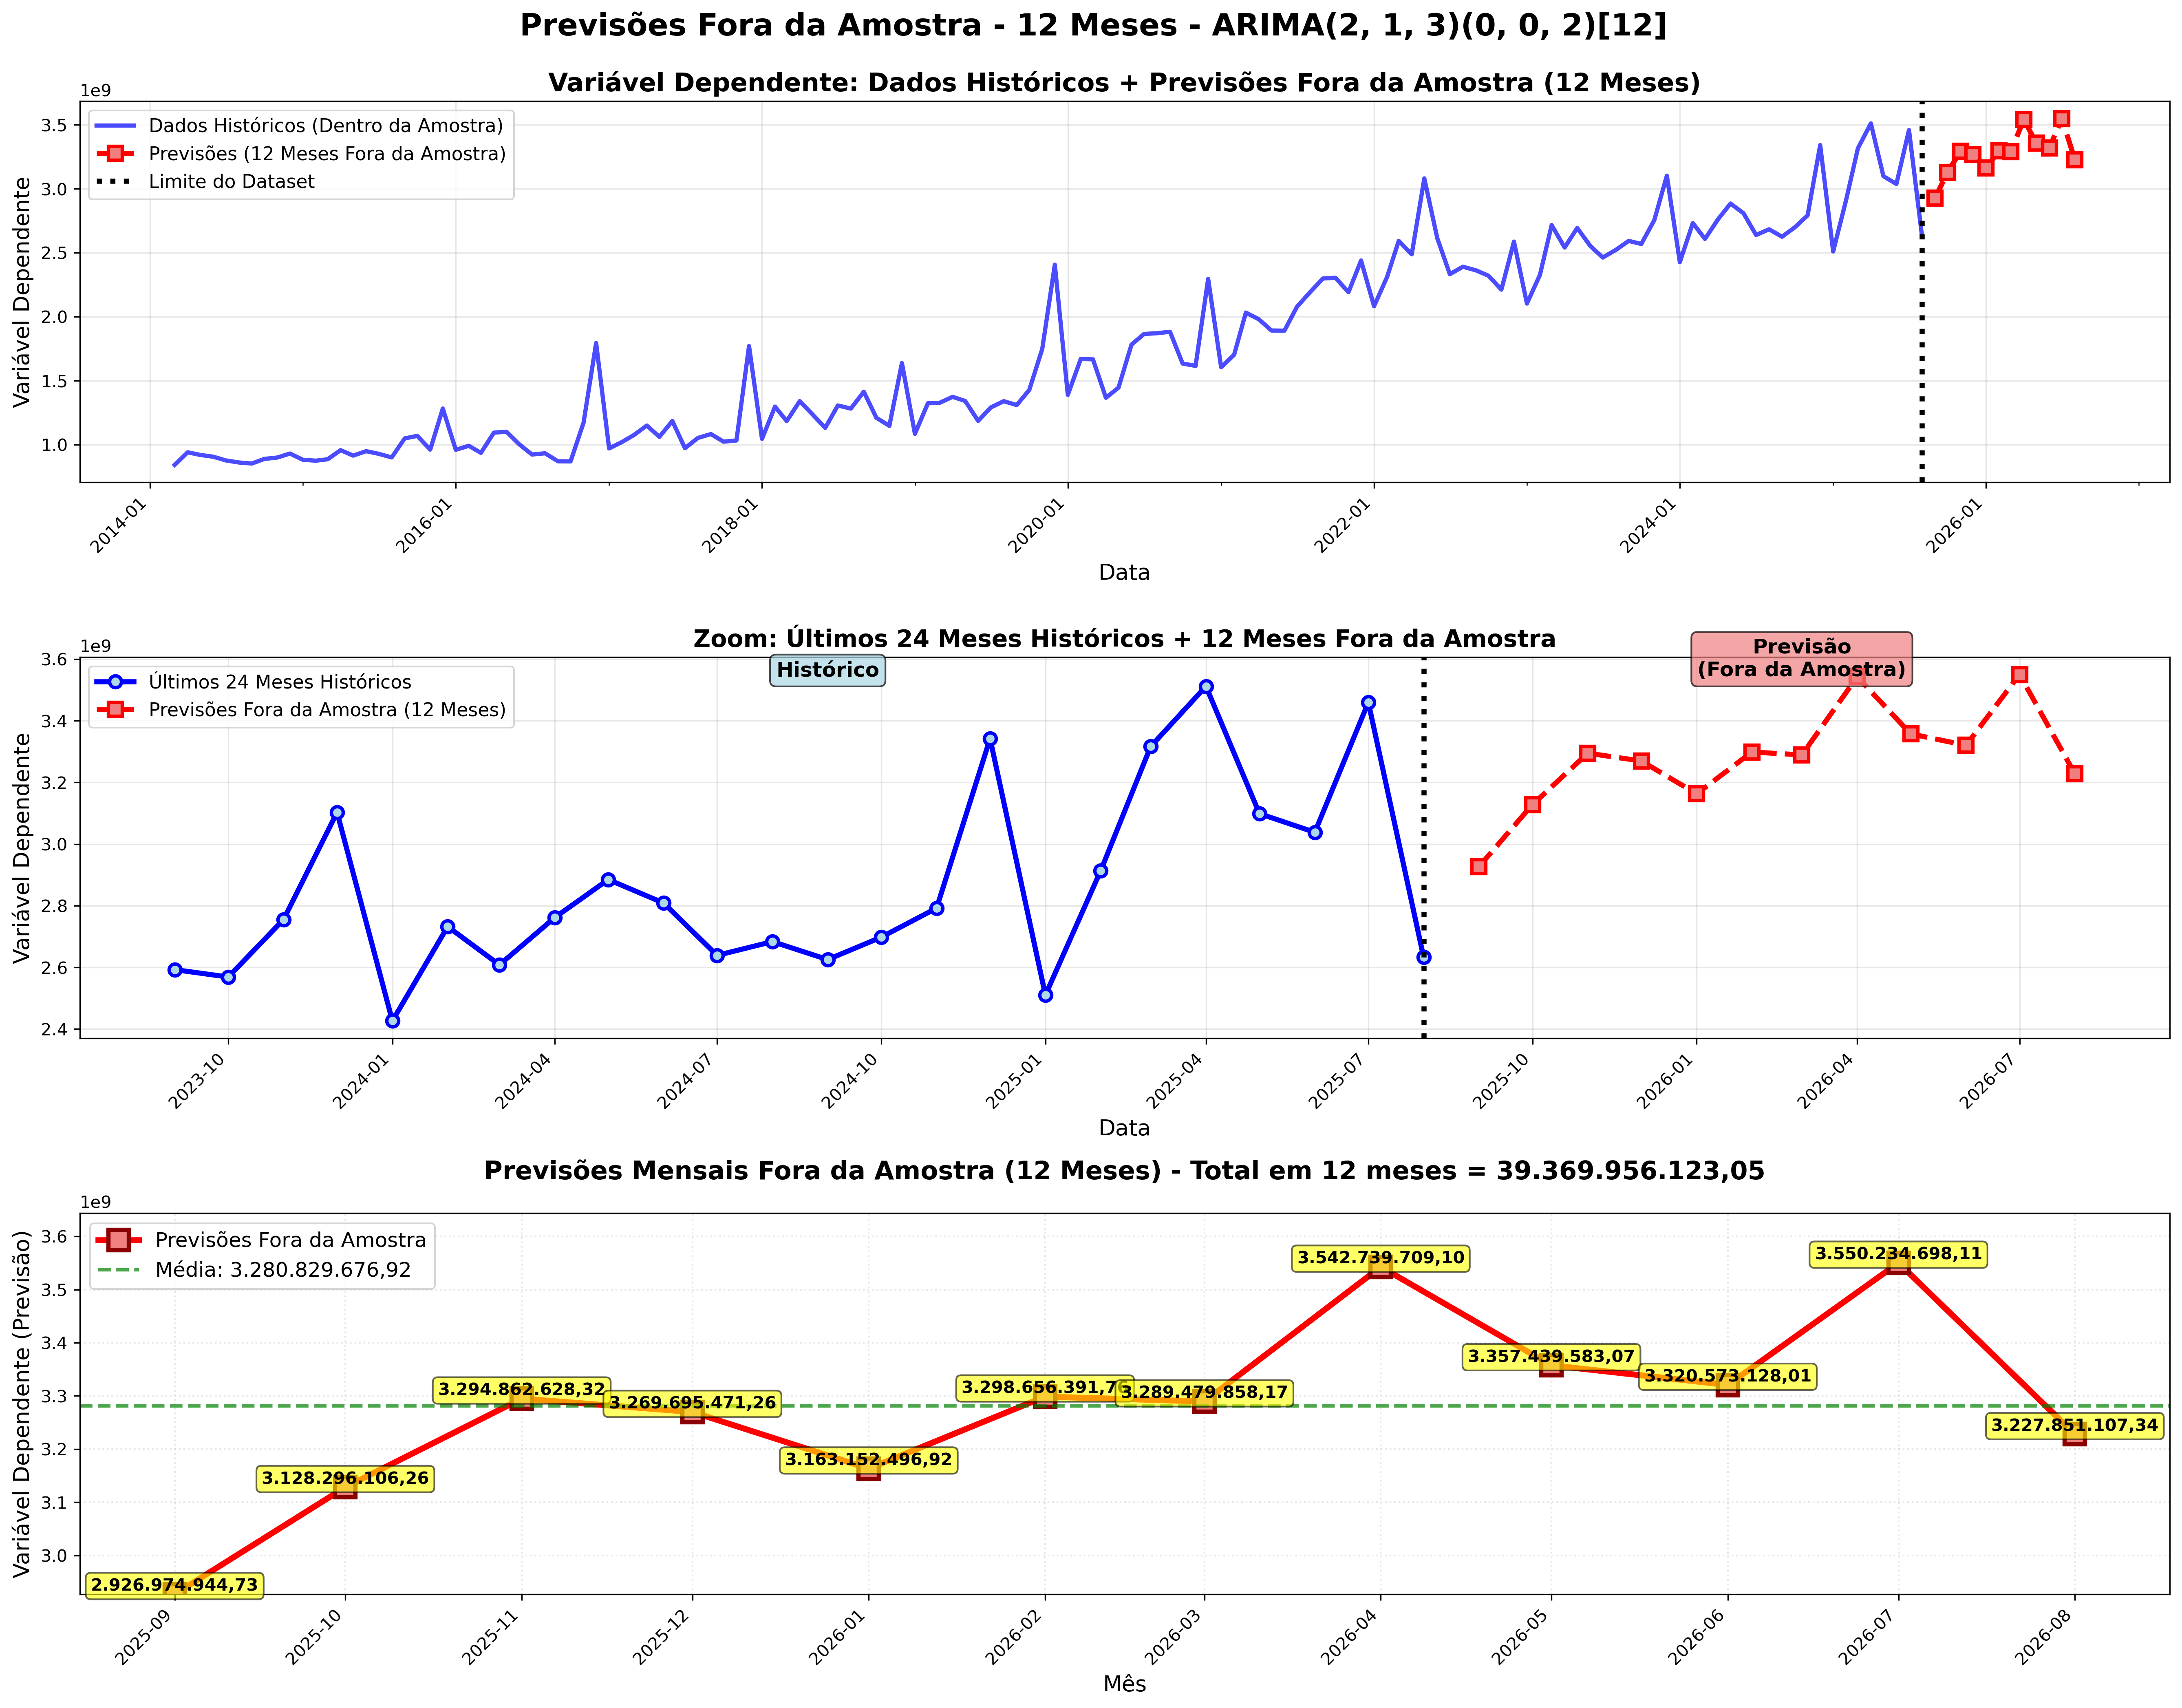 Previsões Fora da Amostra - 12 Meses - ARIMA(2, 1, 3)(0, 0, 2)[12]
Variável Dependente: Dados Históricos + Previsões Fora da Amostra (12 Meses)
1e9
Dados Históricos (Dentro da Amostra)
Previsões (12 Meses Fora da Amostra)
Limite do Dataset
Variável Dependente
3.5
3.0
2.5
2.0
1.5
1.0
2014-01
2016-01
2018-01
2020-01
2022-01
2024-01
2026-01
Data
Zoom: Últimos 24 Meses Históricos + 12 Meses Fora da Amostra
1e9
Últimos 24 Meses Históricos
Previsões Fora da Amostra (12 Meses)
Histórico
Previsão
(Fora da Amostra)
Variável Dependente
3.6
3.4
3.2
3.0
2.8
2.6
2.4
2023-10
2024-01
2024-04
2024-07
2024-10
2025-01
2025-04
2025-07
2025-10
2026-01
2026-04
2026-07
Data
Previsões Mensais Fora da Amostra (12 Meses) - Total em 12 meses = 39.369.956.123,05
1e9
Previsões Fora da Amostra
Média: 3.280.829.676,92
Variável Dependente (Previsão)
3.6
3.5
3.4
3.3
3.2
3.1
3.0
2.926.974.944,73
3.128.296.106,26
3.294.862.628,32
3.269.695.471,26
3.163.152.496,92
3.289.479.858,17
3.542.739.709,10
3.357.439.583,07
3.320.573.128,01
3.550.234.698,11
3.227.851.107,34
2025-09
2025-10
2025-11
2025-12
2026-01
2026-02
2026-03
2026-04
2026-05
2026-06
2026-07
2026-08
Mês